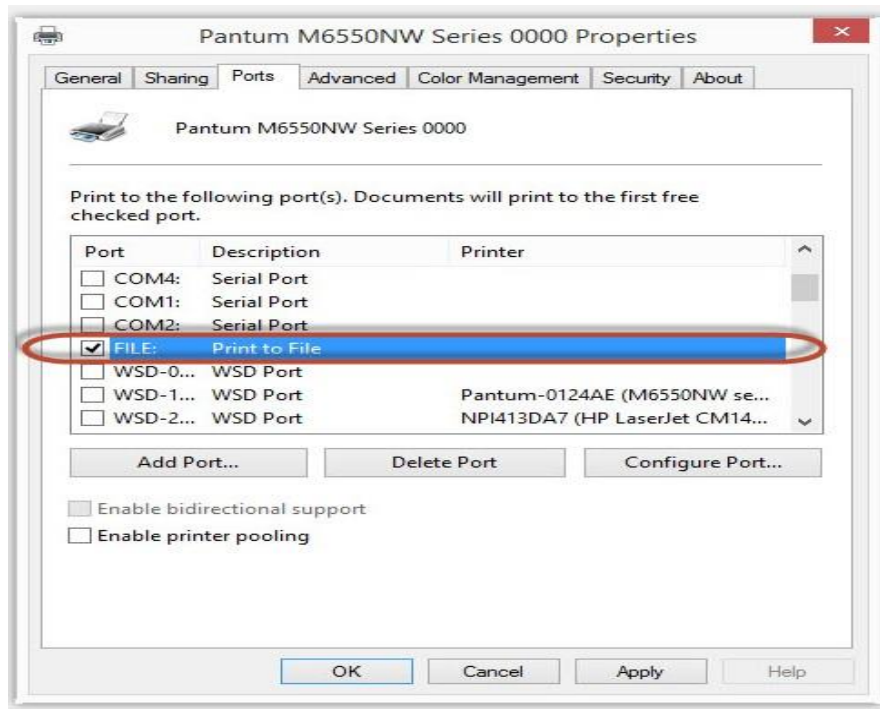 Pantum M6550NW Series 0000 Properties
General Sharing Ports Advanced Color Management Security About
Pantum M6550NW Series 0000
Print to the following port(s). Documents will print to the first free
checked port.
Port Description Printer
COM4: Serial Port
COM1: Serial Port
COM2: Serial Port
FILE: Print to File
WSD-0... WSD Port
WSD-1... WSD Port Pantum-0124AE (M6550NW se...
WSD-2... WSD Port NPI413DA7 (HP LaserJet CM14...
Add Port... Delete Port Configure Port...
Enable bidirectional support
Enable printer pooling
OK Cancel Apply Help